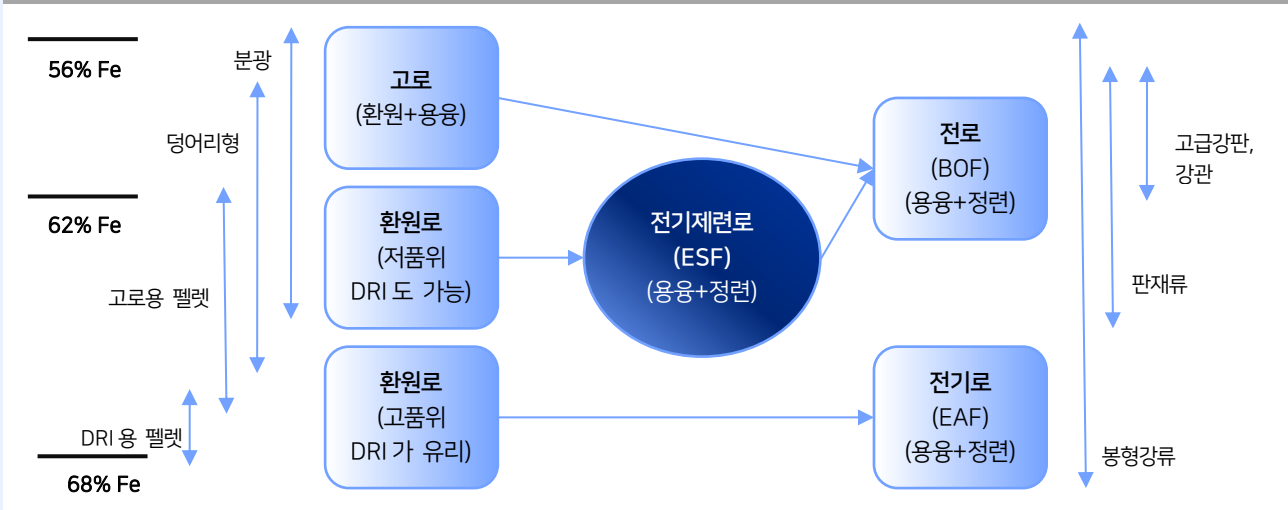 56% Fe
62% Fe
68% Fe
분광
덩어리형
고로용 펠렛
DRI 용 펠렛
고로
(환원+용융)
환원로
(저품위
DRI 도 가능)
환원로
(고품위
DRI 가 유리)
전기제련로
(ESF)
(용융+정련)
전로
(BOF)
(용융+정련)
전기로
(EAF)
(용융+정련)
고급강판,
강관
판재류
봉형강류